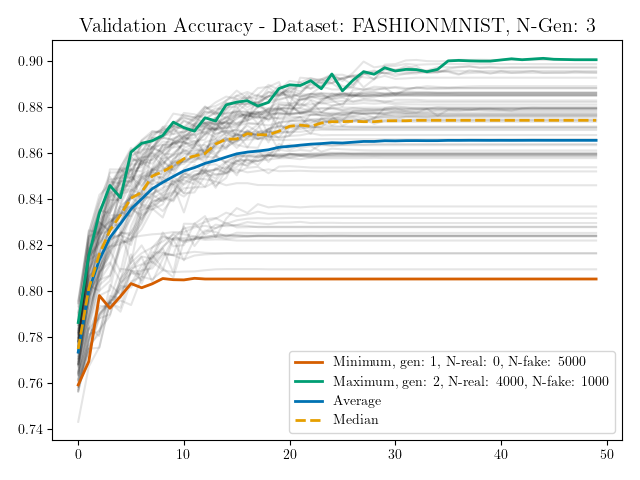 Validation Accuracy - Dataset: FASHIONMNIST, N-Gen: 3
0.90
0.88
0.86
0.84
0.82
0.80
0.78
0.76
0.74
Minimum, gen: 1, N-real: 0, N-fake: 5000
Maximum, gen: 2, N-real: 4000, N-fake: 1000
Average
Median
0 10 20 30 40 50